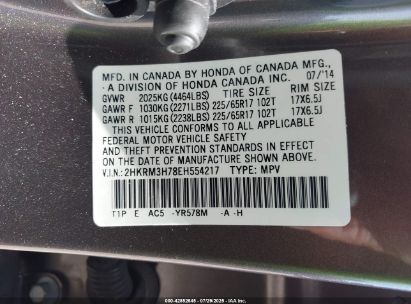 MFD. IN CANADA BY HONDA OF CANADA MFG.,
A DIVISION OF HONDA CANADA INC. 07/'14
GVWR 2025KG (4464LBS) TIRE SIZE RIM SIZE
GAWR F 1030KG (2271LBS) 225/65R17 102T 17X6.5J
GAWR R 1015KG (2238LBS) 225/65R17 102T 17X6.5J
THIS VEHICLE CONFORMS TO ALL APPLICABLE
FEDERAL MOTOR VEHICLE SAFETY
AND THEFT PREVENTION STANDARDS IN EFFECT
ON THE DATE OF MANUFACTURE SHOWN ABOVE.
V.I.N.: 2HKRM3H78EH554217 TYPE: MPV
T1P E AC5 -YR578M -A -H